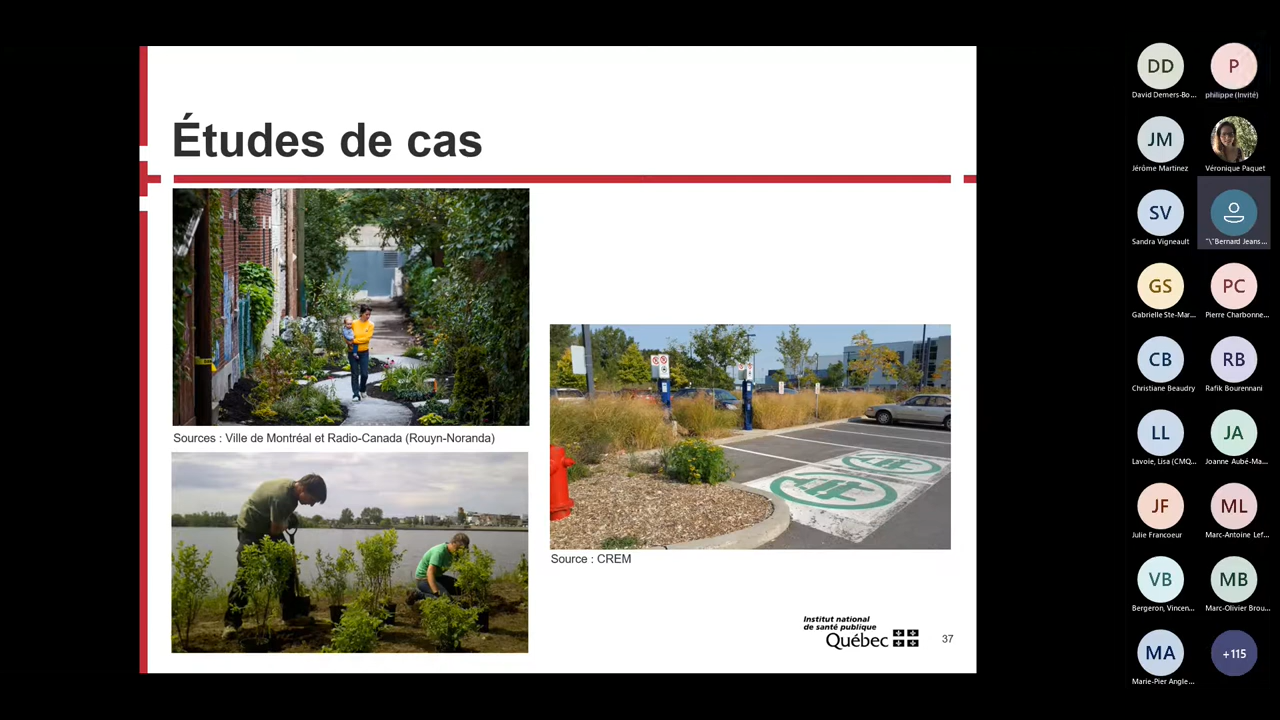 Études de cas
Sources : Ville de Montréal et Radio-Canada (Rouyn-Noranda)
Source : CREM
Institut national
de santé publique
Québec
37
DD
David Demers-Bo...
P
philippe (Invité)
JM
Jérôme Martinez
Véronique Paquet
SV
Sandra Vigneault
"\"Bernard Jeans...
GS
Gabrielle Ste-Mar...
PC
Pierre Charbonne...
CB
Christiane Beaudry
RB
Rafik Bourennani
LL
Lavoie, Lisa (CMQ...
JA
Joanne Aubé-Ma...
JF
Julie Francoeur
ML
Marc-Antoine Lef...
VB
Bergeron, Vincen...
MB
Marc-Olivier Brou...
MA
Marie-Pier Angle...
+115